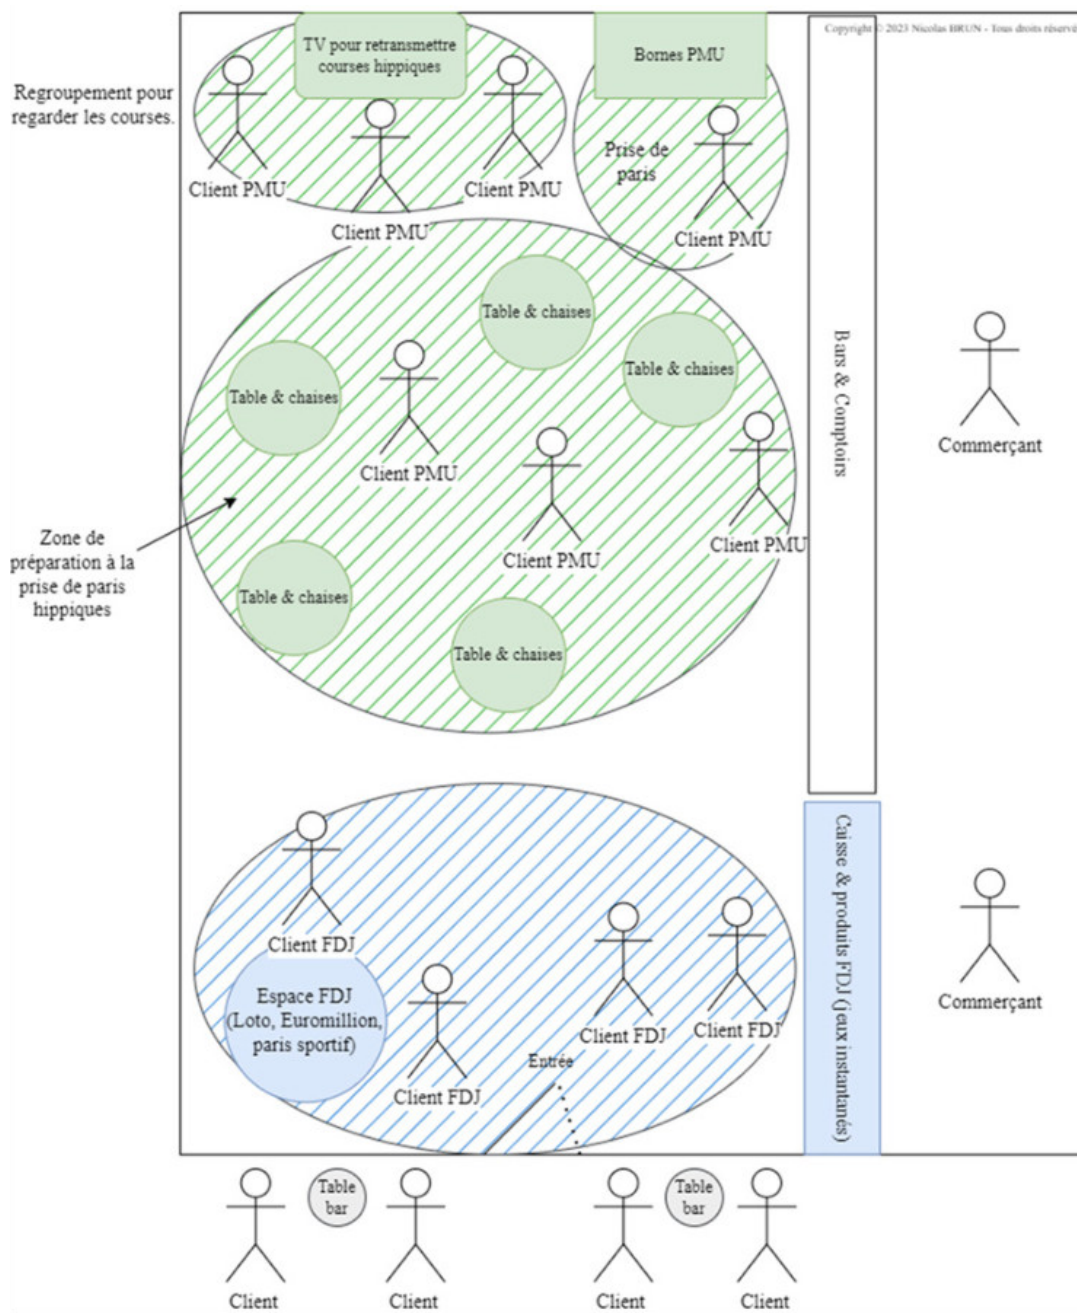 Copyright © 2023 Nicolas BRUN - Tous droits réservé
TV pour retransmettre
courses hippiques
Bornes PMU
Regroupement pour
regarder les courses.
Prise de
paris
Client PMU
Client PMU
Client PMU
Client PMU
Table & chaises
Table & chaises
Table & chaises
Client PMU
Client PMU
Client PMU
Bars & Comptoirs
Commerçant
Zone de
préparation à la
prise de paris
hippiques
Table & chaises
Table & chaises
Client FDJ
Espace FDJ
(Loto, Euromillion,
paris sportif)
Client FDJ
Client FDJ
Client FDJ
Entrée
Caisse & produits FDJ (jeux instantanés)
Commerçant
Table
bar
Table
bar
Client
Client
Client
Client